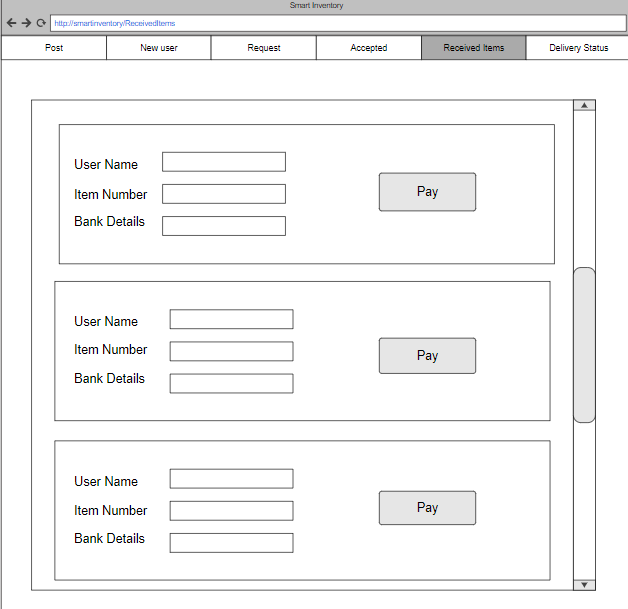 Smart Inventory
http://smartinventory/ReceivedItems
Post New user Request Accepted Received Items Delivery Status
User Name
Item Number
Bank Details
Pay
User Name
Item Number
Bank Details
Pay
User Name
Item Number
Bank Details
Pay